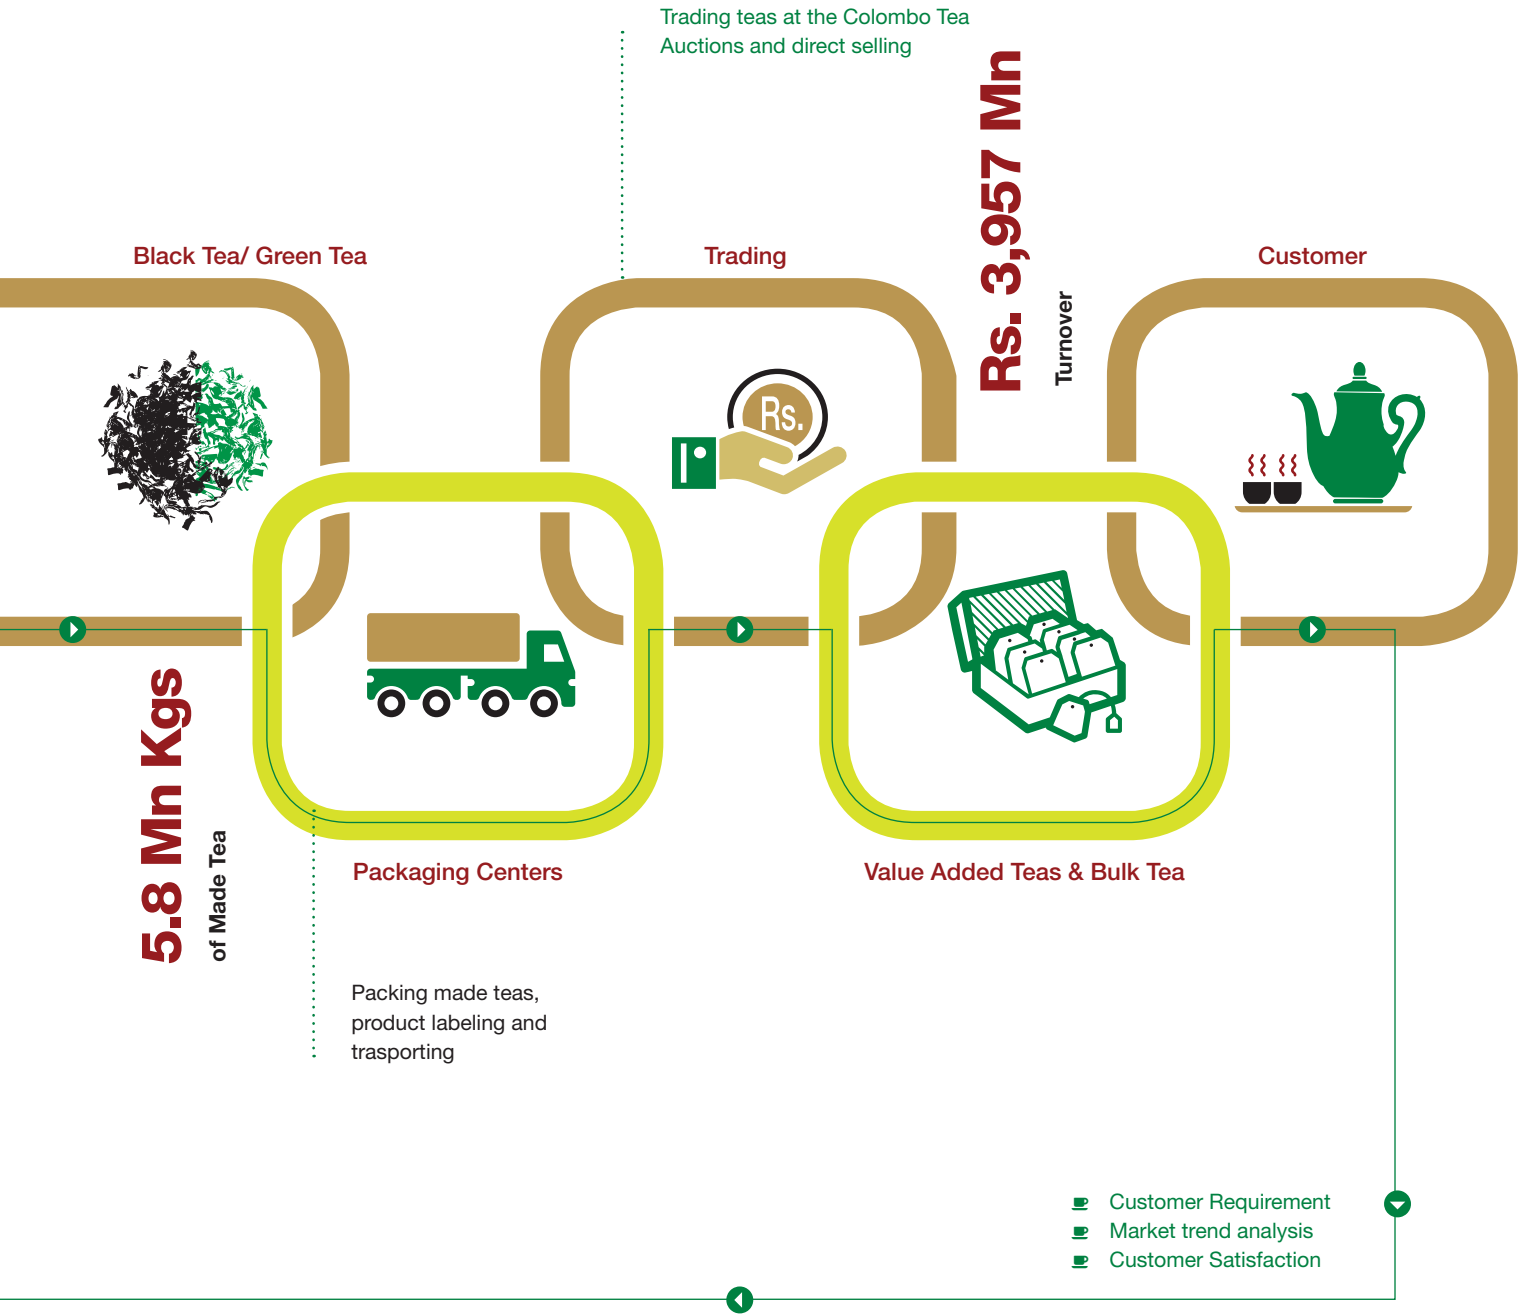 Trading teas at the Colombo Tea
Auctions and direct selling
Rs. 3,957 Mn
Turnover
Black Tea/ Green Tea
Trading
Customer
Rs.
5.8 Mn Kgs
of Made Tea
Packaging Centers
Value Added Teas & Bulk Tea
Packing made teas,
product labeling and
trasporting
Customer Requirement
Market trend analysis
Customer Satisfaction